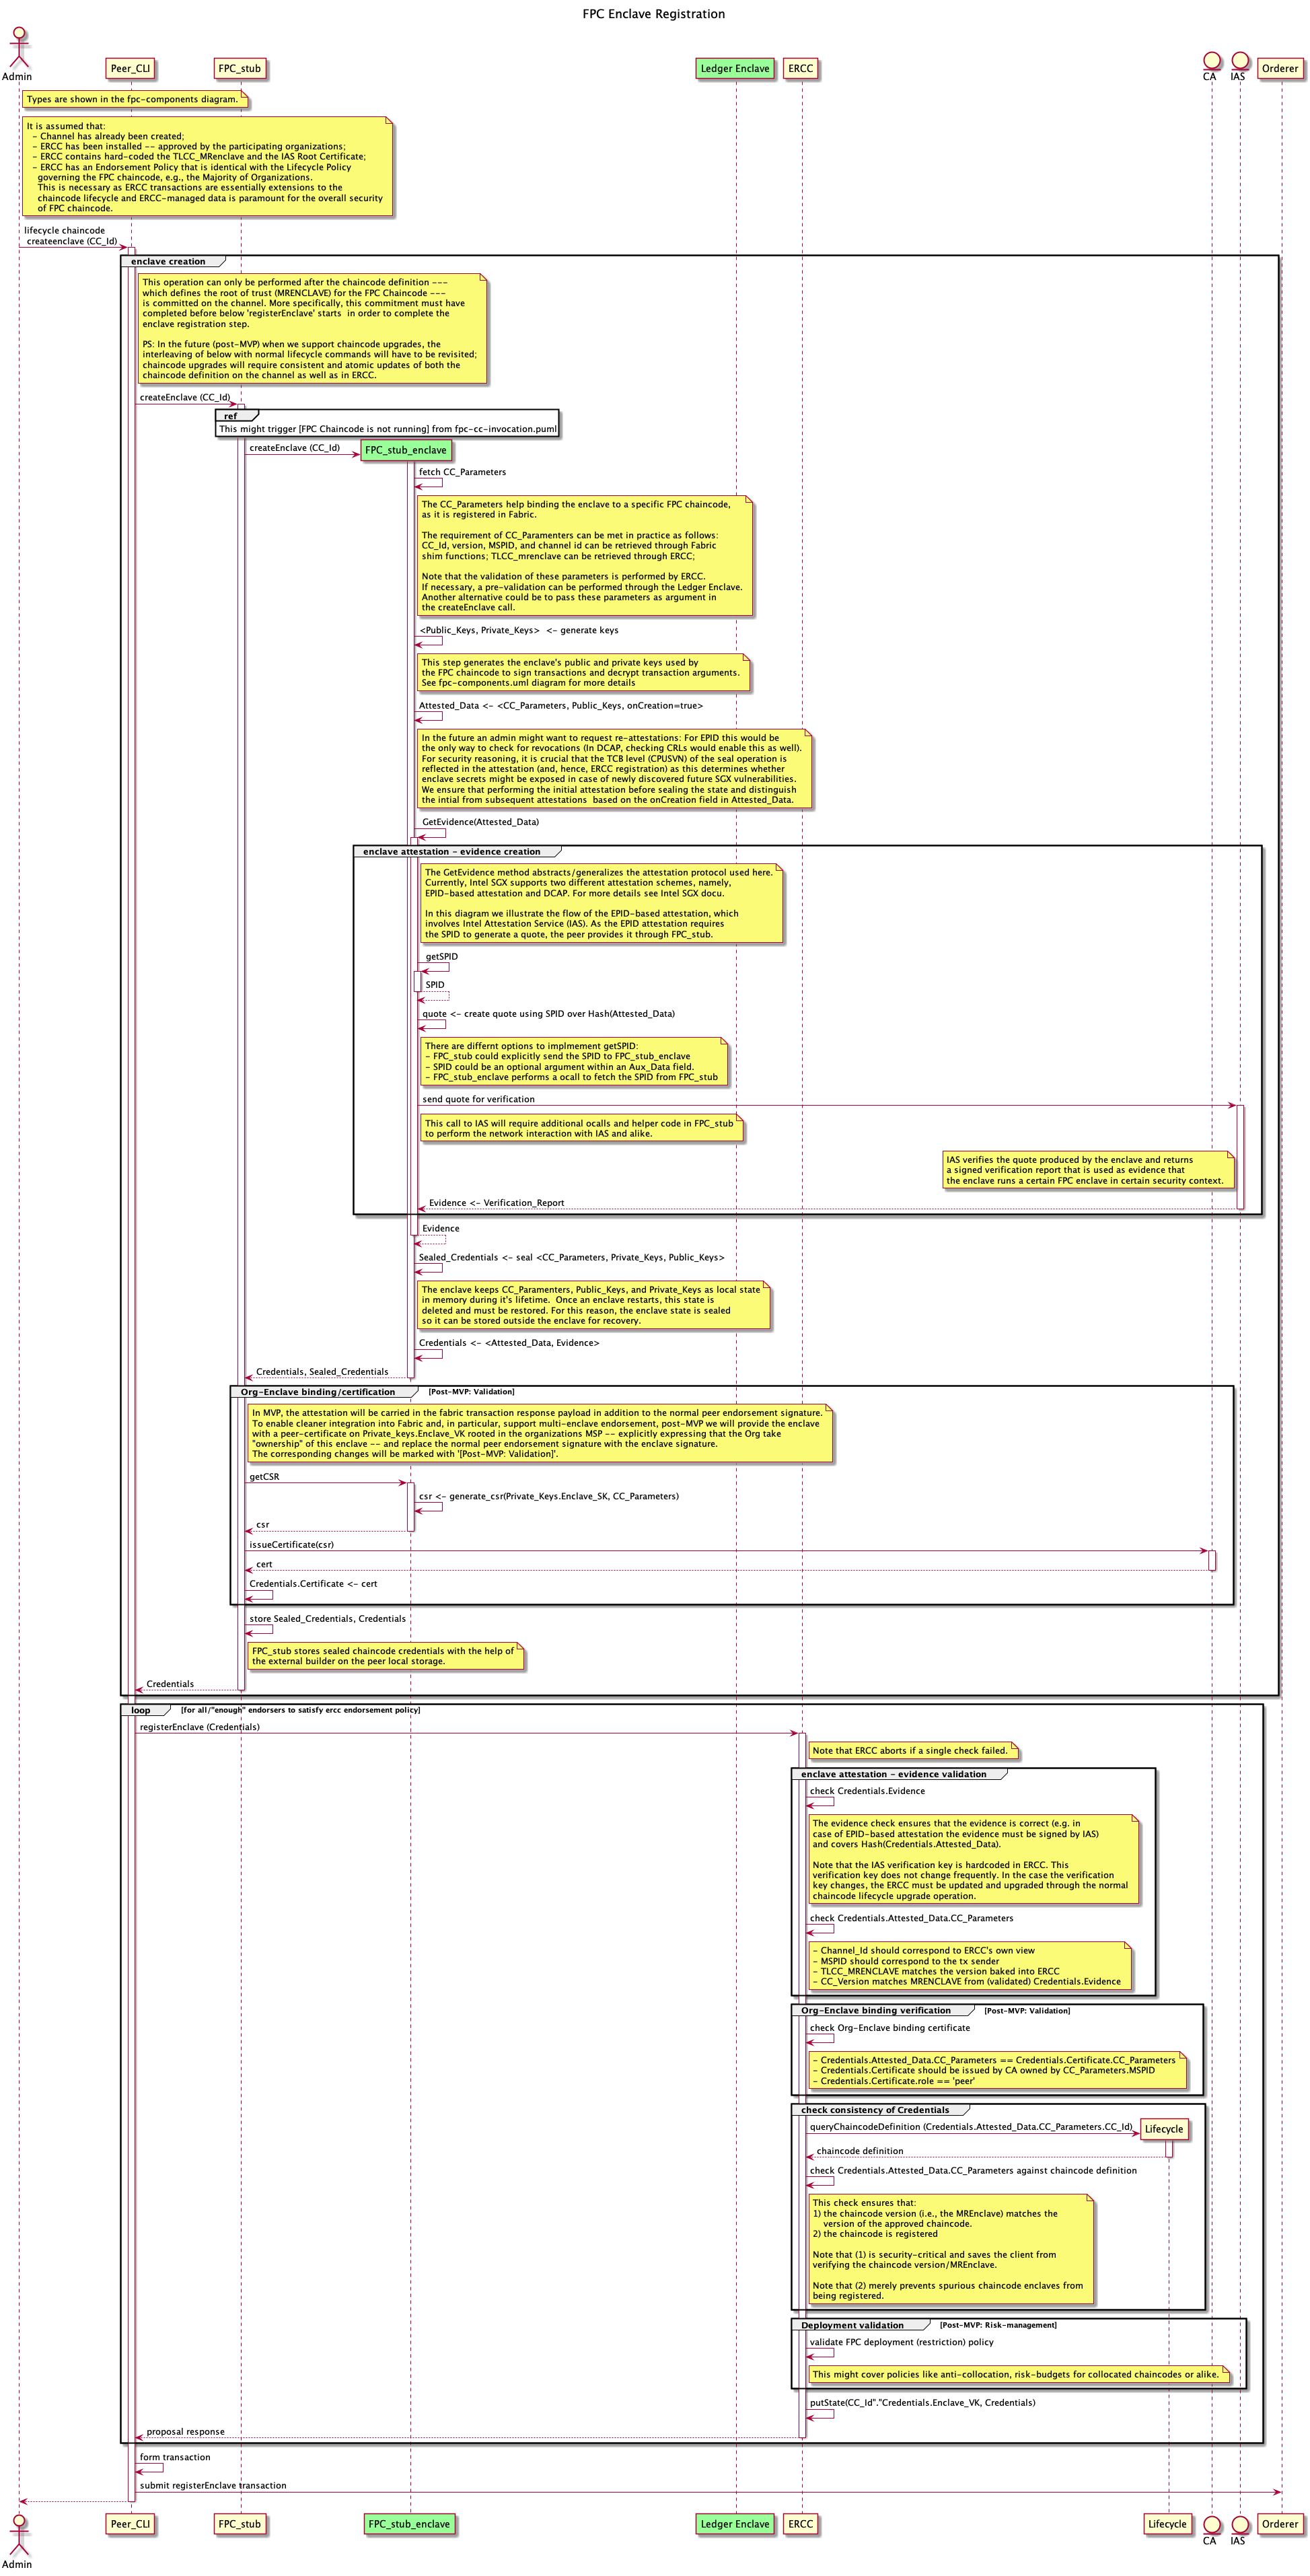 FPC Enclave Registration
Admin
Peer_CLI
FPC_stub
Ledger Enclave
ERCC
CA
IAS
Orderer
Types are shown in the fpc-components diagram.
It is assumed that:
- Channel has already been created;
- ERCC has been installed -- approved by the participating organizations;
- ERCC contains hard-coded the TLCC_MRenclave and the IAS Root Certificate;
- ERCC has an Endorsement Policy that is identical with the Lifecycle Policy
governing the FPC chaincode, e.g., the Majority of Organizations.
This is necessary as ERCC transactions are essentially extensions to the
chaincode lifecycle and ERCC-managed data is paramount for the overall security
of FPC chaincode.
lifecycle chaincode
createenclave (CC_Id)
enclave creation
This operation can only be performed after the chaincode definition ---
which defines the root of trust (MRENCLAVE) for the FPC Chaincode ---
is committed on the channel. More specifically, this commitment must have
completed before below 'registerEnclave' starts  in order to complete the
enclave registration step.
PS: In the future (post-MVP) when we support chaincode upgrades, the
interleaving of below with normal lifecycle commands will have to be revisited;
chaincode upgrades will require consistent and atomic updates of both the
chaincode definition on the channel as well as in ERCC.
createEnclave (CC_Id)
ref
This might trigger [FPC Chaincode is not running] from fpc-cc-invocation.puml
createEnclave (CC_Id)
FPC_stub_enclave
fetch CC_Parameters
The CC_Parameters help binding the enclave to a specific FPC chaincode,
as it is registered in Fabric.
The requirement of CC_Paramenters can be met in practice as follows:
CC_Id, version, MSPID, and channel id can be retrieved through Fabric
shim functions; TLCC_mrenclave can be retrieved through ERCC;
Note that the validation of these parameters is performed by ERCC.
If necessary, a pre-validation can be performed through the Ledger Enclave.
Another alternative could be to pass these parameters as argument in
the createEnclave call.
<Public_Keys, Private_Keys>  <- generate keys
This step generates the enclave's public and private keys used by
the FPC chaincode to sign transactions and decrypt transaction arguments.
See fpc-components.uml diagram for more details
Attested_Data <- <CC_Parameters, Public_Keys, onCreation=true>
In the future an admin might want to request re-attestations: For EPID this would be
the only way to check for revocations (In DCAP, checking CRLs would enable this as well).
For security reasoning, it is crucial that the TCB level (CPUSVN) of the seal operation is
reflected in the attestation (and, hence, ERCC registration) as this determines whether
enclave secrets might be exposed in case of newly discovered future SGX vulnerabilities.
We ensure that performing the initial attestation before sealing the state and distinguish
the intial from subsequent attestations  based on the onCreation field in Attested_Data.
GetEvidence(Attested_Data)
enclave attestation - evidence creation
The GetEvidence method abstracts/generalizes the attestation protocol used here.
Currently, Intel SGX supports two different attestation schemes, namely,
EPID-based attestation and DCAP. For more details see Intel SGX docu.
In this diagram we illustrate the flow of the EPID-based attestation, which
involves Intel Attestation Service (IAS). As the EPID attestation requires
the SPID to generate a quote, the peer provides it through FPC_stub.
getSPID
SPID
quote <- create quote using SPID over Hash(Attested_Data)
There are differnt options to implmement getSPID:
- FPC_stub could explicitly send the SPID to FPC_stub_enclave
- SPID could be an optional argument within an Aux_Data field.
- FPC_stub_enclave performs a ocall to fetch the SPID from FPC_stub
send quote for verification
This call to IAS will require additional ocalls and helper code in FPC_stub
to perform the network interaction with IAS and alike.
IAS verifies the quote produced by the enclave and returns
a signed verification report that is used as evidence that
the enclave runs a certain FPC enclave in certain security context.
Evidence <- Verification_Report
Evidence
Sealed_Credentials <- seal <CC_Parameters, Private_Keys, Public_Keys>
The enclave keeps CC_Paramenters, Public_Keys, and Private_Keys as local state
in memory during it's lifetime.  Once an enclave restarts, this state is
deleted and must be restored. For this reason, the enclave state is sealed
so it can be stored outside the enclave for recovery.
Credentials <- <Attested_Data, Evidence>
Credentials, Sealed_Credentials
Org-Enclave binding/certification [Post-MVP: Validation]
In MVP, the attestation will be carried in the fabric transaction response payload in addition to the normal peer endorsement signature.
To enable cleaner integration into Fabric and, in particular, support multi-enclave endorsement, post-MVP we will provide the enclave
with a peer-certificate on Private_keys.Enclave_VK rooted in the organizations MSP -- explicitly expressing that the Org take
"ownership" of this enclave -- and replace the normal peer endorsement signature with the enclave signature.
The corresponding changes will be marked with '[Post-MVP: Validation]'.
getCSR
csr <- generate_csr(Private_Keys.Enclave_SK, CC_Parameters)
csr
issueCertificate(csr)
cert
Credentials.Certificate <- cert
store Sealed_Credentials, Credentials
FPC_stub stores sealed chaincode credentials with the help of
the external builder on the peer local storage.
Credentials
loop [for all/"enough" endorsers to satisfy ercc endorsement policy]
registerEnclave (Credentials)
Note that ERCC aborts if a single check failed.
enclave attestation - evidence validation
check Credentials.Evidence
The evidence check ensures that the evidence is correct (e.g. in
case of EPID-based attestation the evidence must be signed by IAS)
and covers Hash(Credentials.Attested_Data).
Note that the IAS verification key is hardcoded in ERCC. This
verification key does not change frequently. In the case the verification
key changes, the ERCC must be updated and upgraded through the normal
chaincode lifecycle upgrade operation.
check Credentials.Attested_Data.CC_Parameters
- Channel_Id should correspond to ERCC's own view
- MSPID should correspond to the tx sender
- TLCC_MRENCLAVE matches the version baked into ERCC
- CC_Version matches MRENCLAVE from (validated) Credentials.Evidence
Org-Enclave binding verification [Post-MVP: Validation]
check Org-Enclave binding certificate
- Credentials.Attested_Data.CC_Parameters == Credentials.Certificate.CC_Parameters
- Credentials.Certificate should be issued by CA owned by CC_Parameters.MSPID
- Credentials.Certificate.role == 'peer'
check consistency of Credentials
queryChaincodeDefinition (Credentials.Attested_Data.CC_Parameters.CC_Id)
Lifecycle
chaincode definition
check Credentials.Attested_Data.CC_Parameters against chaincode definition
This check ensures that:
1) the chaincode version (i.e., the MREnclave) matches the
version of the approved chaincode.
2) the chaincode is registered
Note that (1) is security-critical and saves the client from
verifying the chaincode version/MREnclave.
Note that (2) merely prevents spurious chaincode enclaves from
being registered.
Deployment validation [Post-MVP: Risk-management]
validate FPC deployment (restriction) policy
This might cover policies like anti-collocation, risk-budgets for collocated chaincodes or alike.
putState(CC_Id"."Credentials.Enclave_VK, Credentials)
proposal response
form transaction
submit registerEnclave transaction
Admin
Peer_CLI
FPC_stub
FPC_stub_enclave
Ledger Enclave
ERCC
Lifecycle
CA
IAS
Orderer